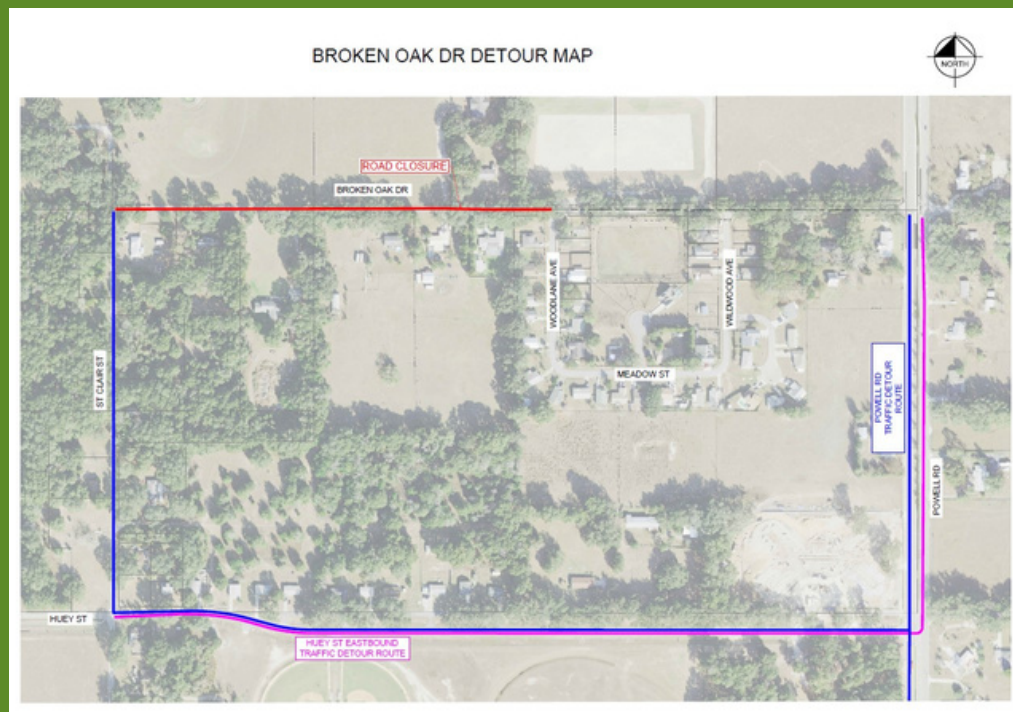 BROKEN OAK DR DETOUR MAP
NORTH
ROAD CLOSURE
BROKEN OAK DR
WOODLANE AVE
WILDWOOD AVE
ST CLAIR ST
MEADOW ST
POWELL RD
TRAFFIC DETOUR
ROUTE
POWELL RD
HUEY ST
HUEY ST EASTBOUND
TRAFFIC DETOUR ROUTE